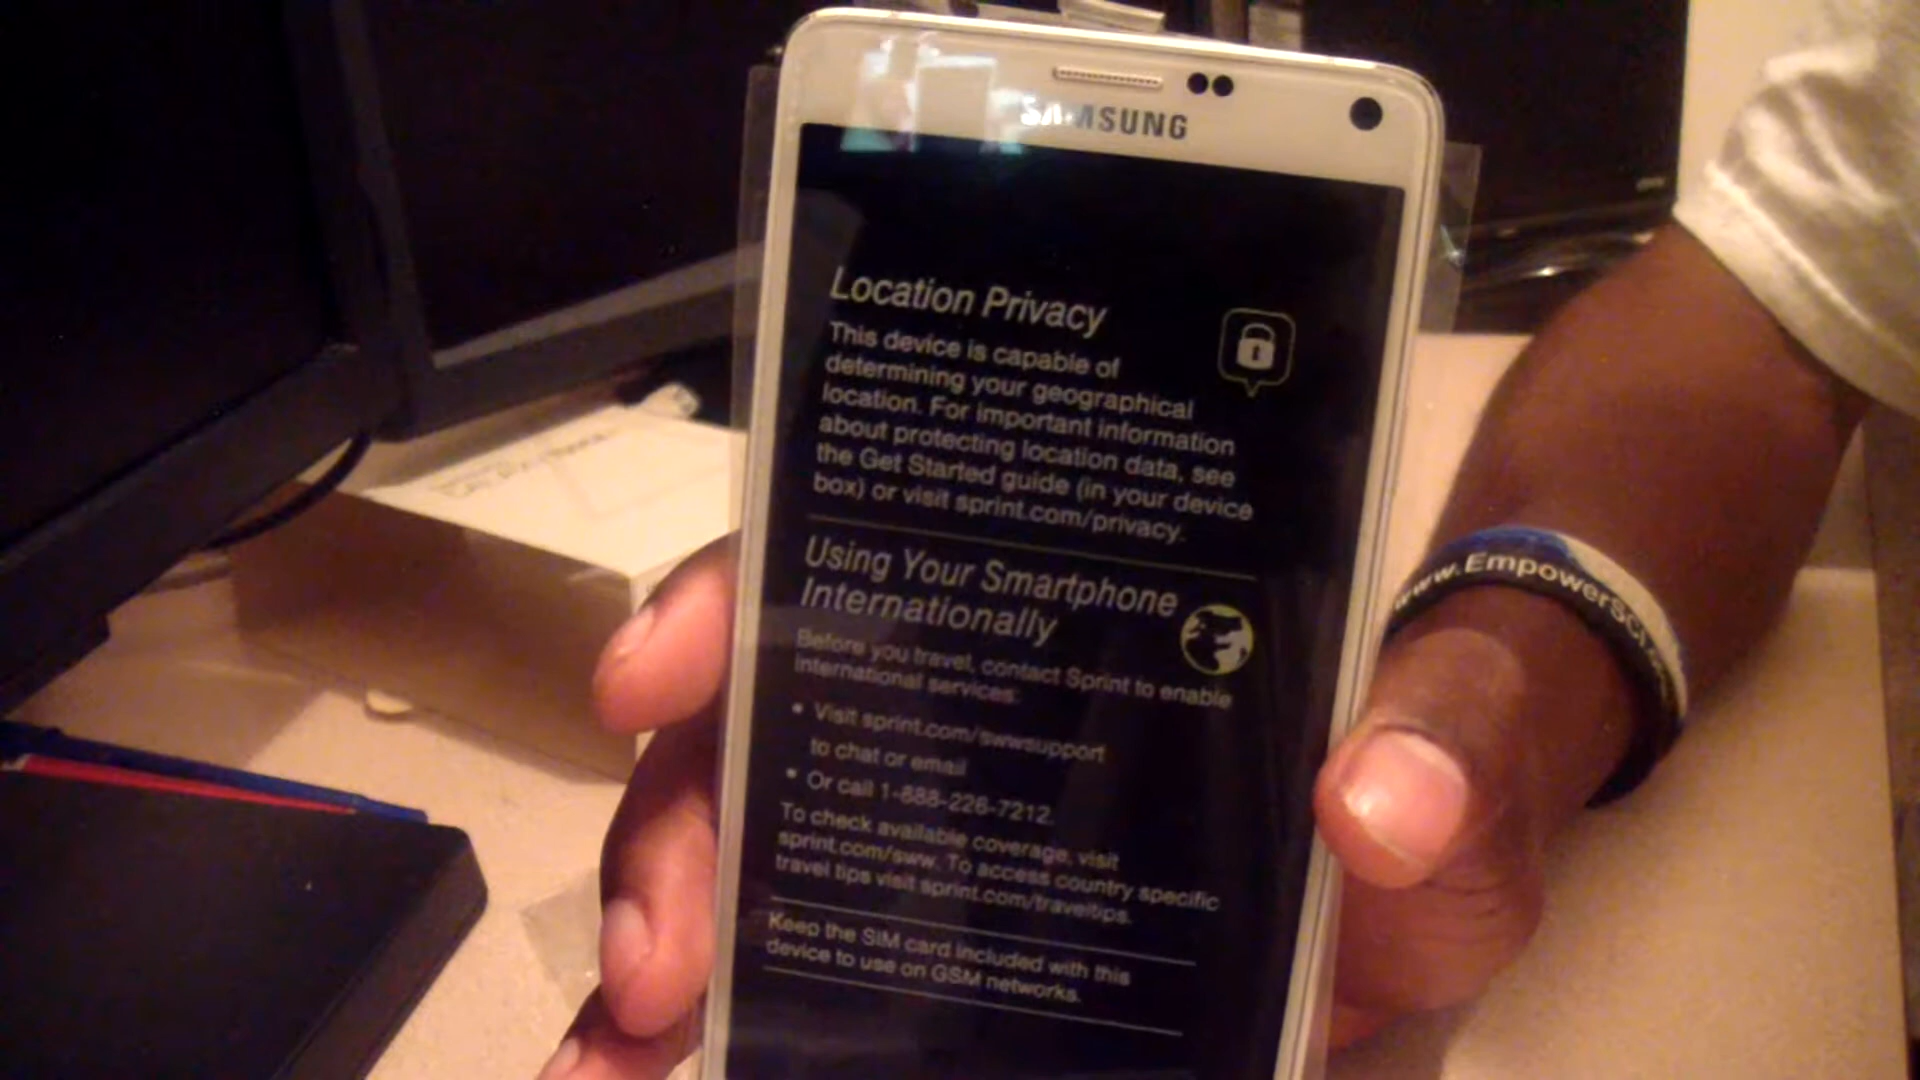 SAMSUNG
Location Privacy
This device is capable of
determining your geographical
location. For important information
about protecting location data, see
the Get Started guide (in your device
box) or visit sprint.com/privacy.
Using Your Smartphone
Internationally
Before you travel, contact Sprint to enable
international services:
• Visit sprint.com/swwsupport
to chat or email
• Or call 1-888-226-7212.
To check available coverage, visit
sprint.com/sww. To access country specific
travel tips visit sprint.com/traveltips.
Keep the SIM card included with this
device to use on GSM networks.
www.EmpowerSCI